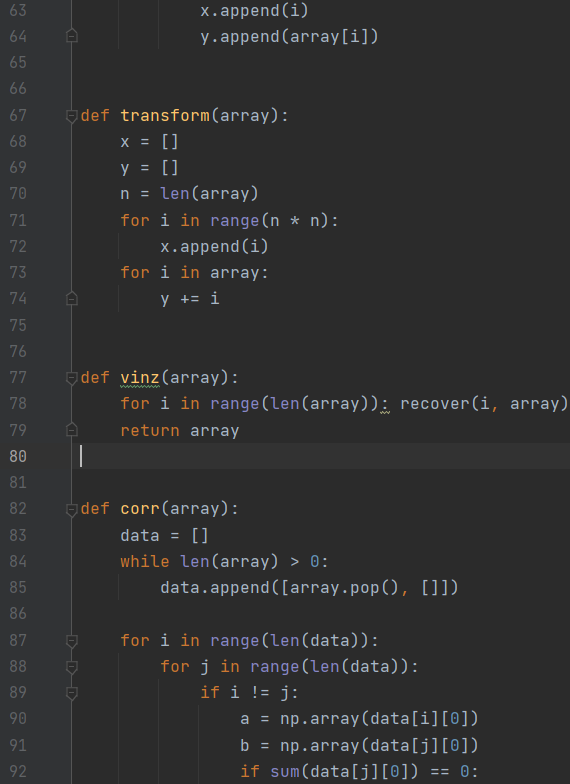 63 x.append(i)
64 y.append(array[i])
65
66
67 def transform(array):
68 x = []
69 y = []
70 n = len(array)
71 for i in range(n * n):
72 x.append(i)
73 for i in array:
74 y += i
75
76
77 def vinz(array):
78 for i in range(len(array)): recover(i, array)
79 return array
80
81
82 def corr(array):
83 data = []
84 while len(array) > 0:
85 data.append([array.pop(), []])
86
87 for i in range(len(data)):
88 for j in range(len(data)):
89 if i != j:
90 a = np.array(data[i][0])
91 b = np.array(data[j][0])
92 if sum(data[j][0]) == 0: